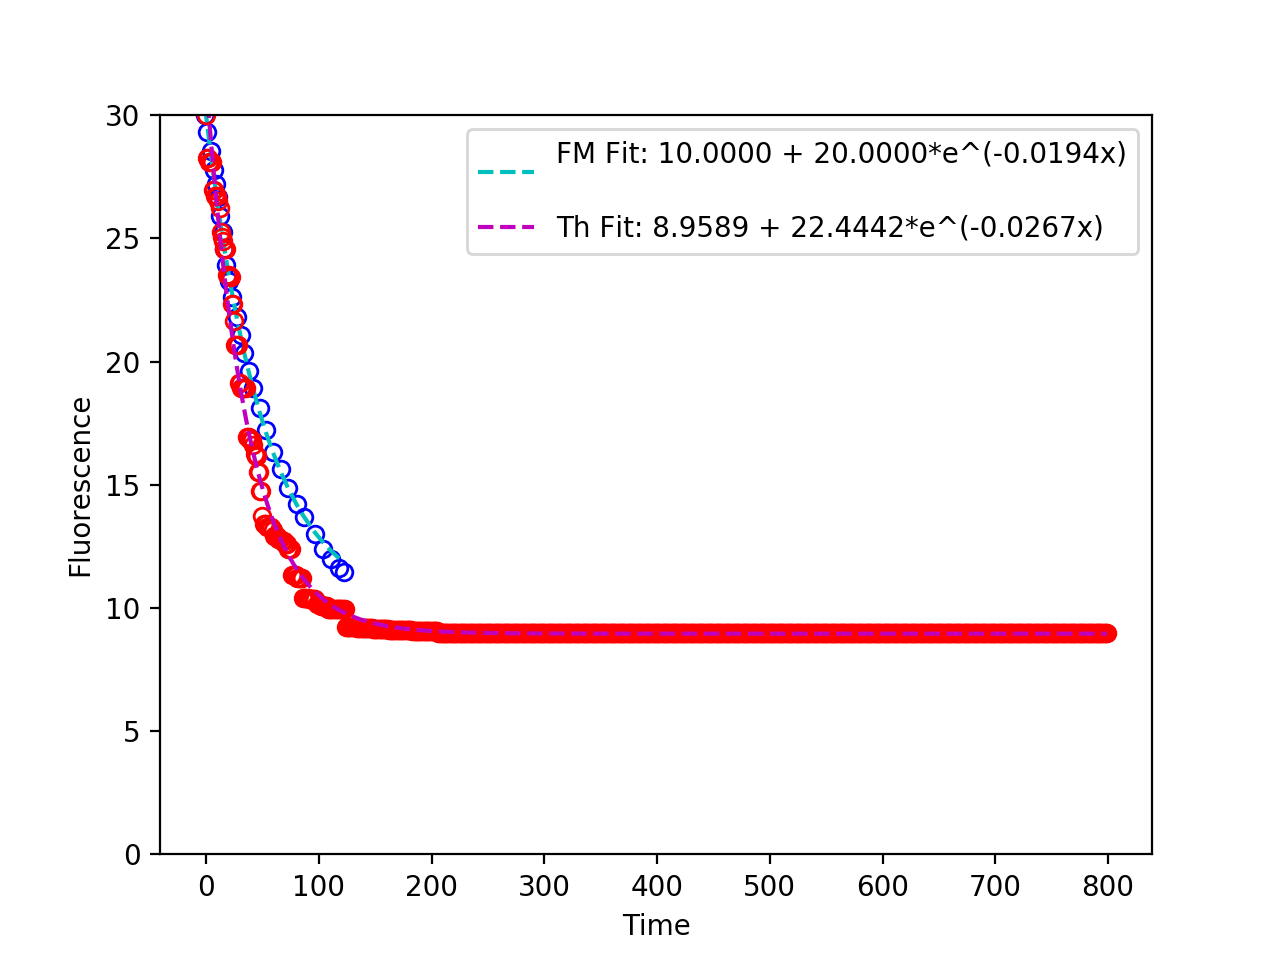 FM Fit: 10.0000 + 20.0000*e^(-0.0194x)
Th Fit: 8.9589 + 22.4442*e^(-0.0267x)
30
25
20
15
10
5
0
Fluorescence
0 100 200 300 400 500 600 700 800
Time